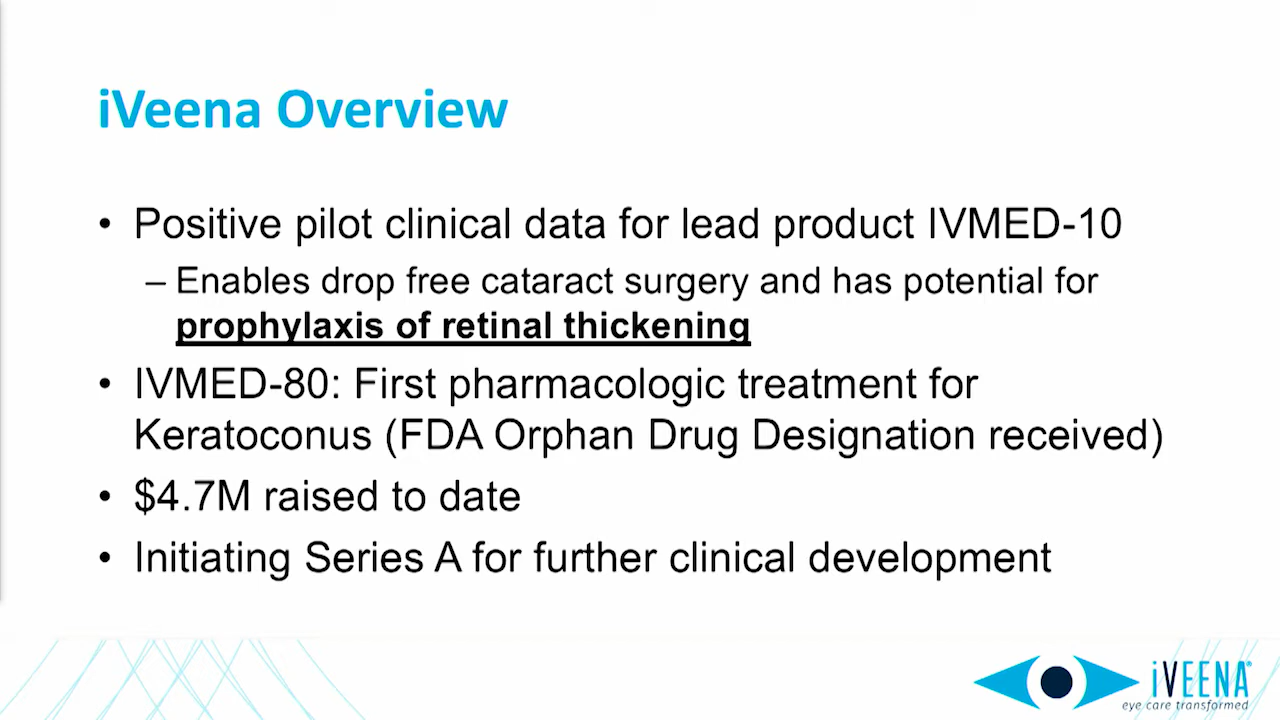 iVeena Overview
• Positive pilot clinical data for lead product IVMED-10
– Enables drop free cataract surgery and has potential for
prophylaxis of retinal thickening
• IVMED-80: First pharmacologic treatment for
Keratoconus (FDA Orphan Drug Designation received)
• $4.7M raised to date
• Initiating Series A for further clinical development
iVEENA®
eye care transformed